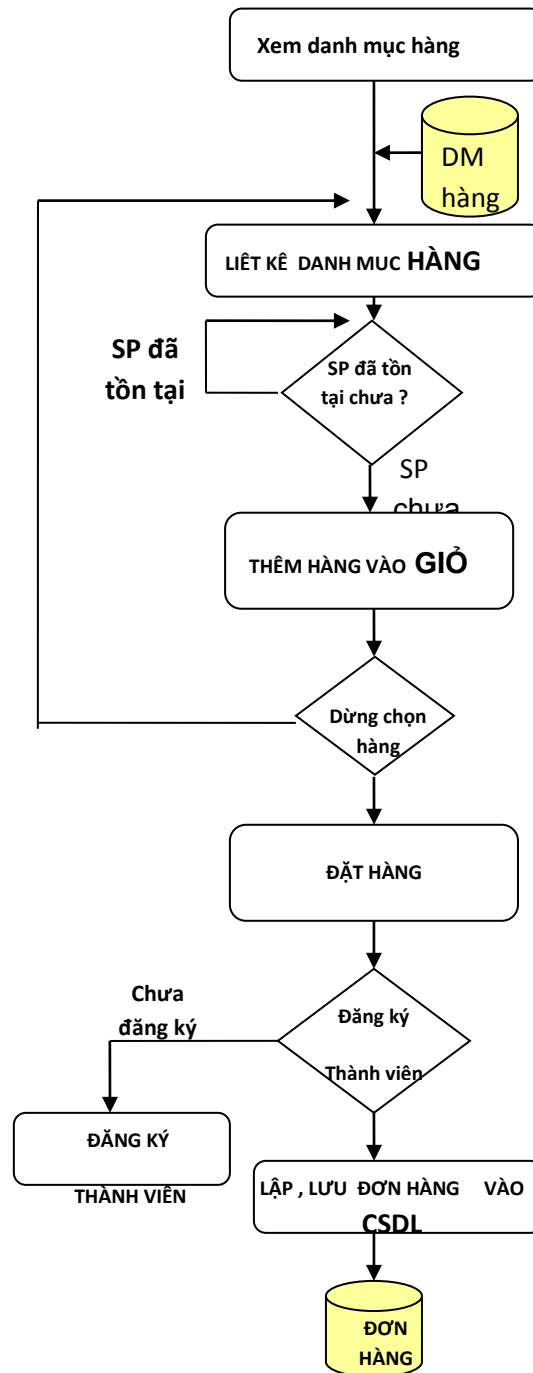 Xem danh mục hàng
DM
hàng
LIÊT KÊ DANH MUC HÀNG
SP đã
tồn tại
SP đã tồn
tại chưa ?
SP
chưa
THÊM HÀNG VÀO GIỎ
Dừng chọn
hàng
ĐẶT HÀNG
Chưa
đăng ký
Đăng ký
Thành viên
ĐĂNG KÝ
THÀNH VIÊN
LẬP , LƯU ĐƠN HÀNG VÀO
CSDL
ĐƠN
HÀNG